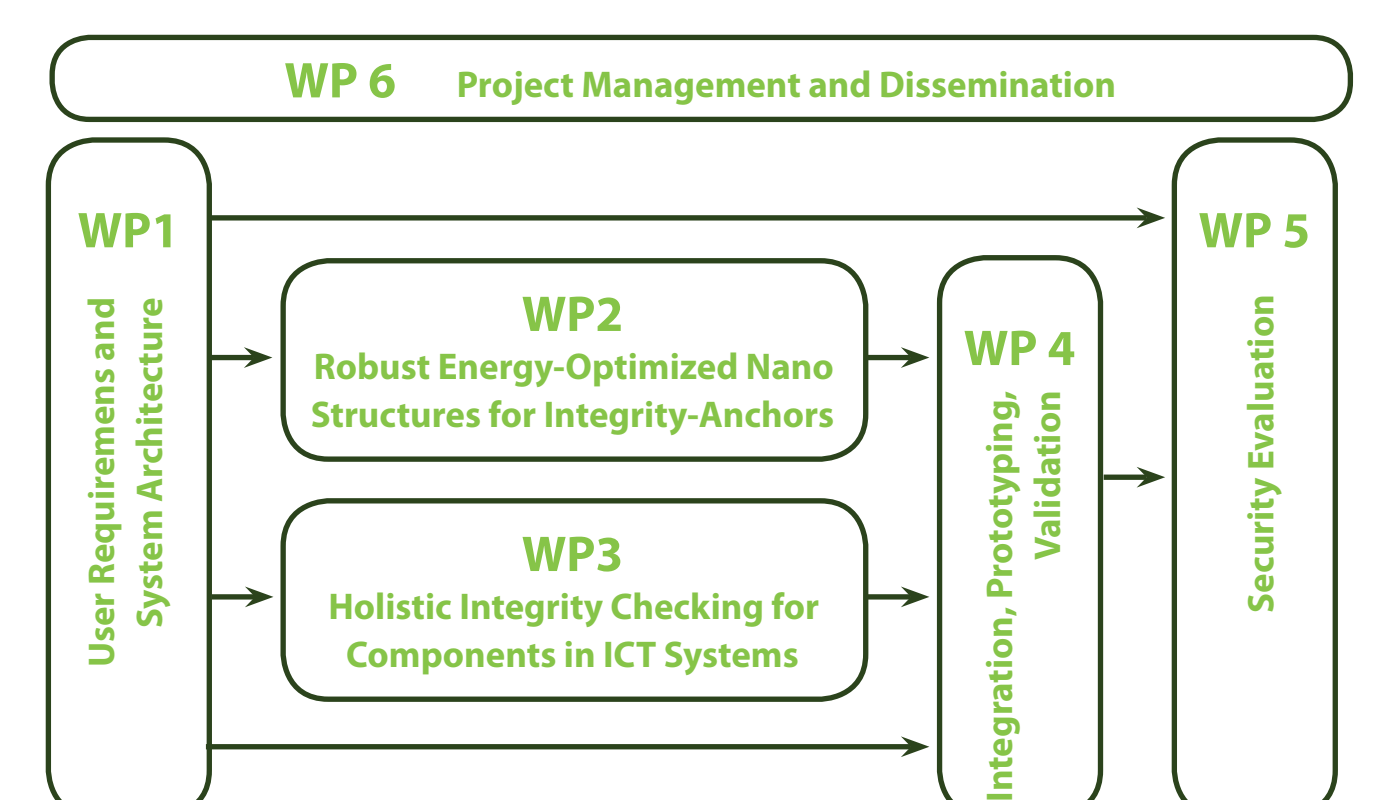 WP 6 Project Management and Dissemination
WP1
User Requiremens and
System Architecture
WP2
Robust Energy-Optimized Nano
Structures for Integrity-Anchors
WP3
Holistic Integrity Checking for
Components in ICT Systems
WP 4
Integration, Prototyping,
Validation
WP 5
Security Evaluation